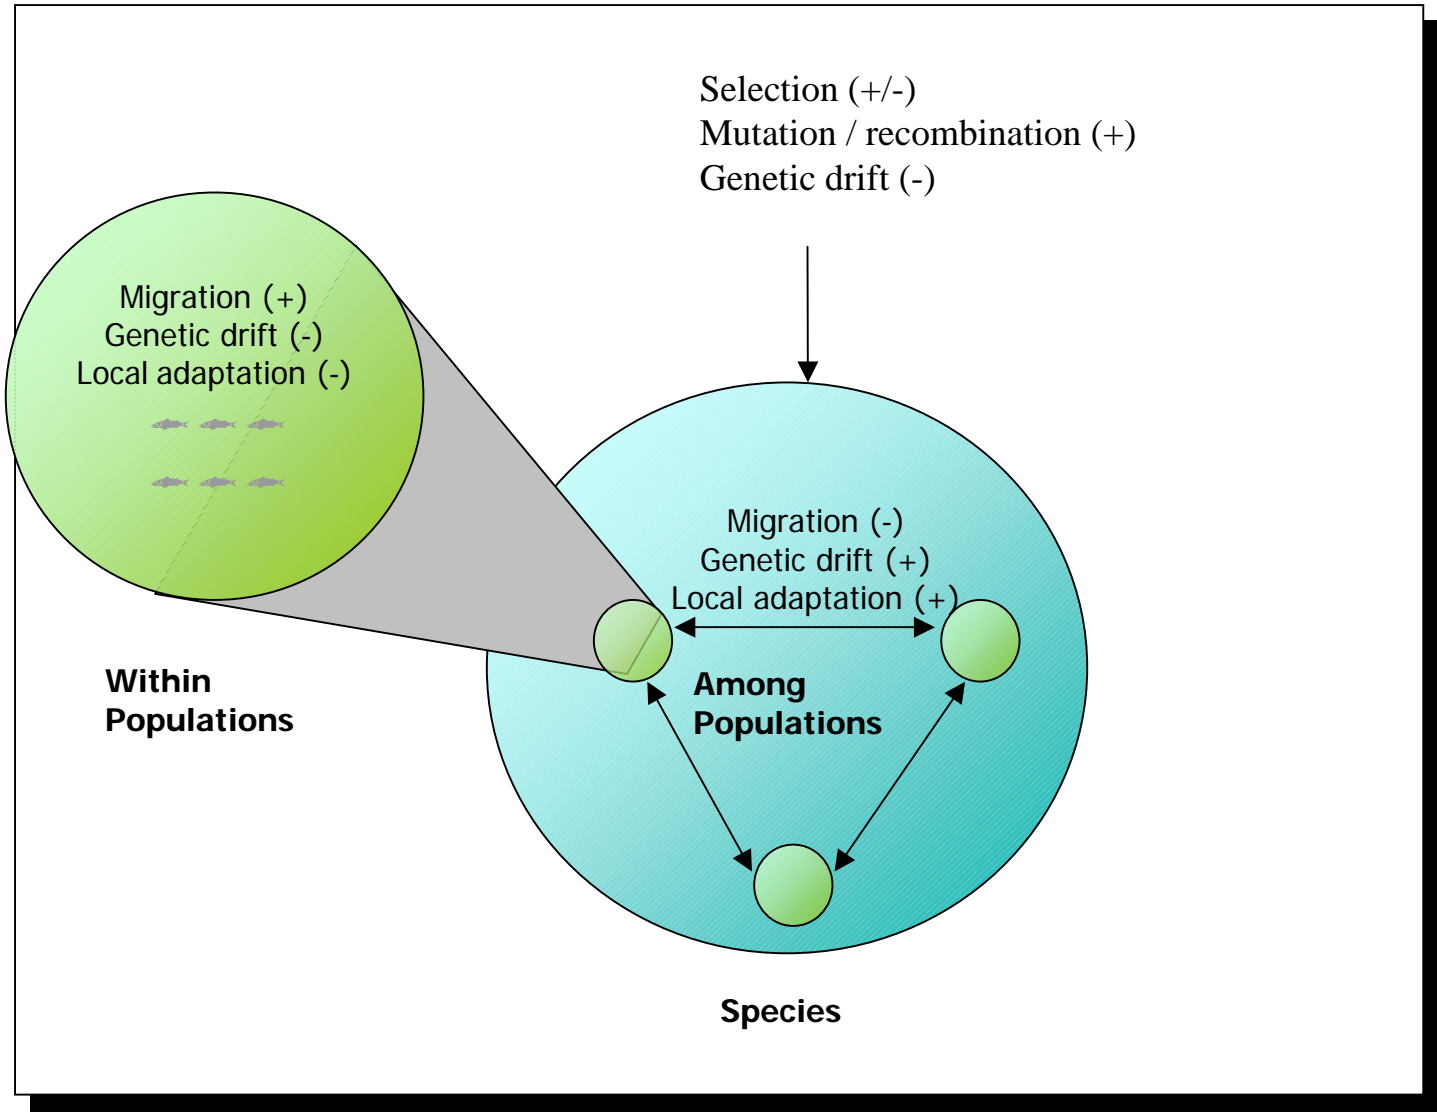 Selection (+/-)
Mutation / recombination (+)
Genetic drift (-)
Migration (+)
Genetic drift (-)
Local adaptation (-)
Migration (-)
Genetic drift (+)
Local adaptation (+)
Within
Populations
Among
Populations
Species